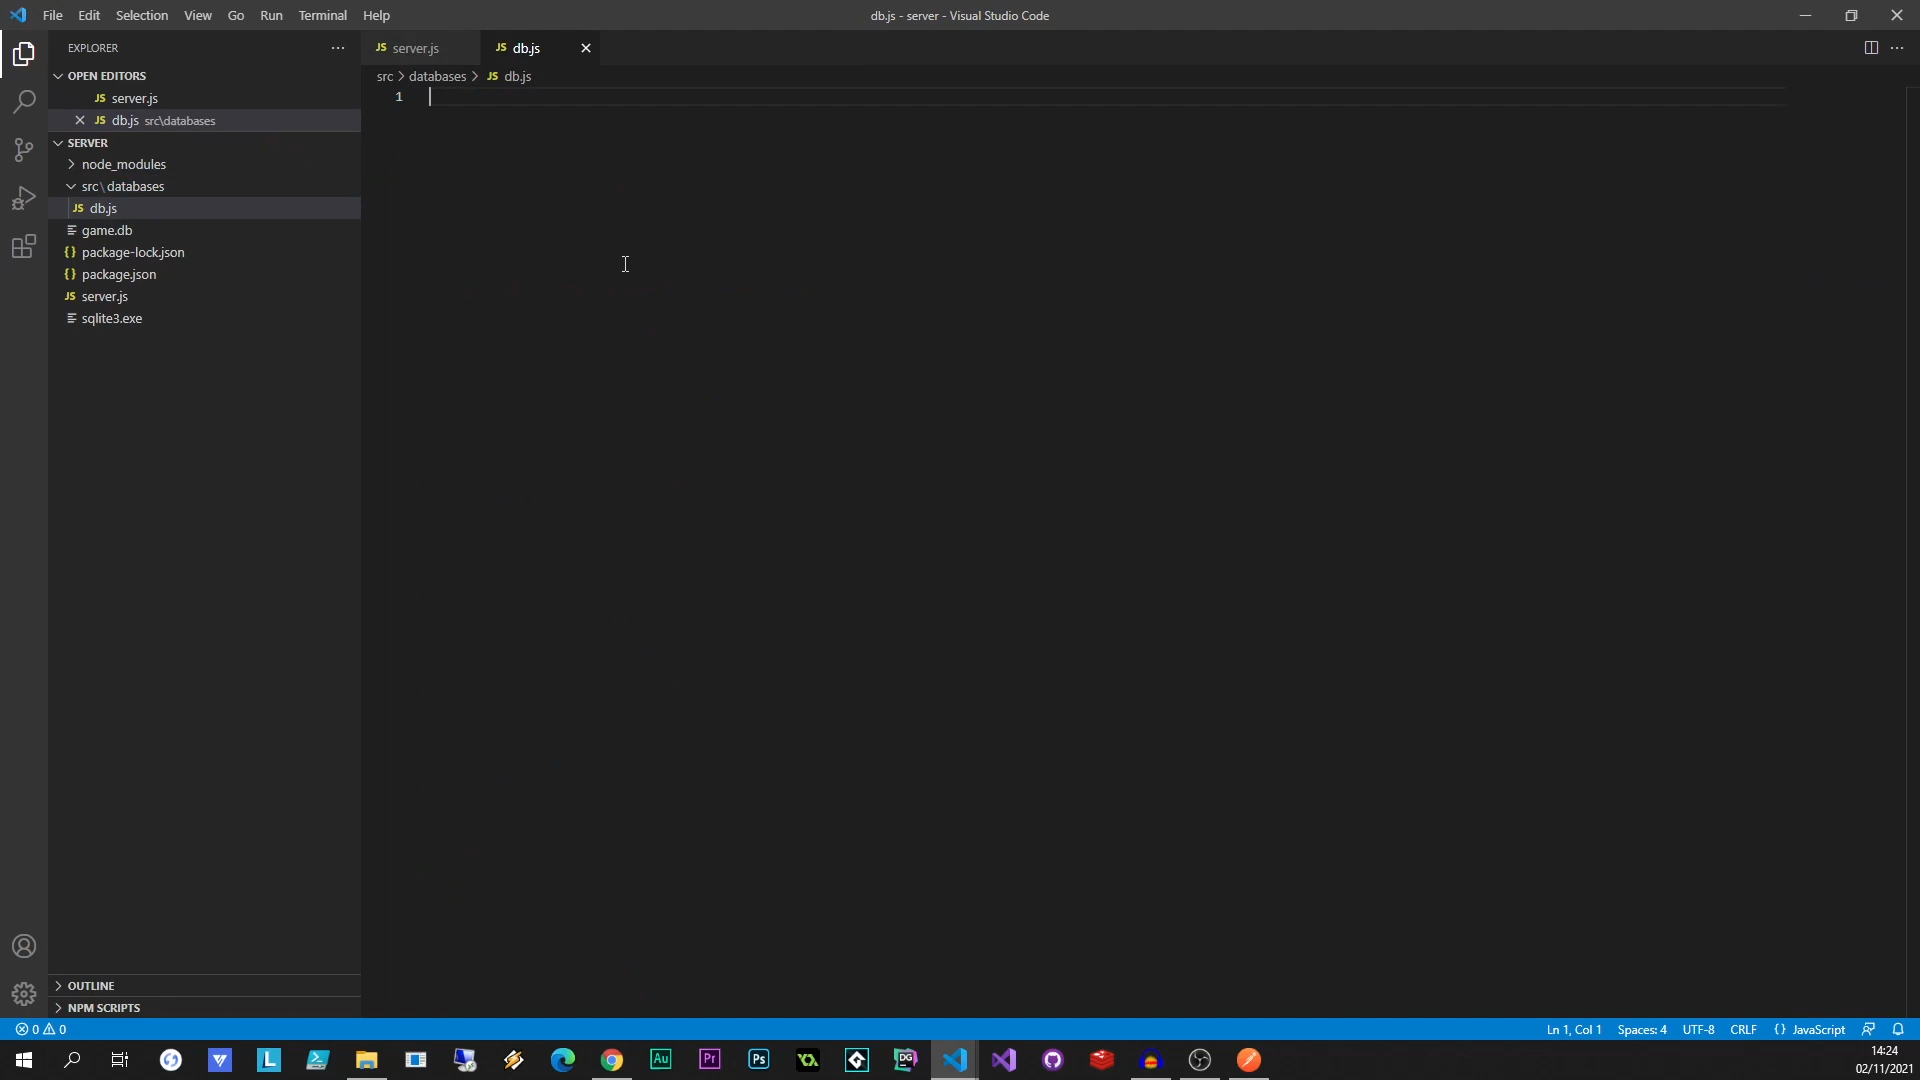 File Edit Selection View Go Run Terminal Help
db.js - server - Visual Studio Code
EXPLORER
JS server.js
JS db.js
OPEN EDITORS
src > databases > JS db.js
JS server.js
1
JS db.js src\databases
SERVER
node_modules
src\databases
JS db.js
game.db
{} package-lock.json
{} package.json
JS server.js
sqlite3.exe
OUTLINE
NPM SCRIPTS
0 0
Ln 1, Col 1 Spaces: 4 UTF-8 CRLF {} JavaScript
L Au Pr Ps DG
14:24
02/11/2021